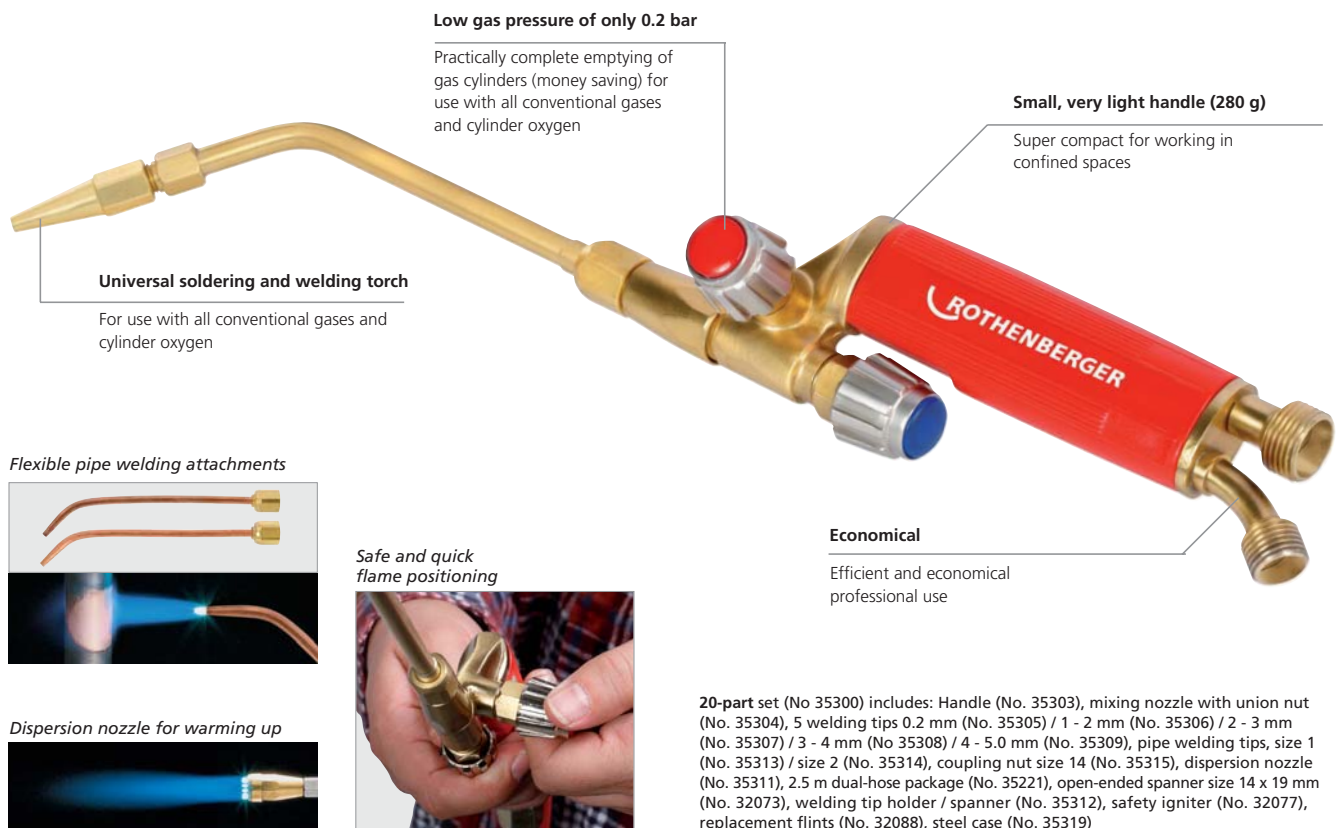 Low gas pressure of only 0.2 bar
Practically complete emptying of
gas cylinders (money saving) for
use with all conventional gases
and cylinder oxygen
Small, very light handle (280 g)
Super compact for working in
confined spaces
Universal soldering and welding torch
For use with all conventional gases and
cylinder oxygen
ROTHENBERGER
Flexible pipe welding attachments
Economical
Efficient and economical
professional use
Safe and quick
flame positioning
Dispersion nozzle for warming up
20-part set (No 35300) includes: Handle (No. 35303), mixing nozzle with union nut
(No. 35304), 5 welding tips 0.2 mm (No. 35305) / 1 - 2 mm (No. 35306) / 2 - 3 mm
(No. 35307) / 3 - 4 mm (No 35308) / 4 - 5.0 mm (No. 35309), pipe welding tips, size 1
(No. 35313) / size 2 (No. 35314), coupling nut size 14 (No. 35315), dispersion nozzle
(No. 35311), 2.5 m dual-hose package (No. 35221), open-ended spanner size 14 x 19 mm
(No. 32073), welding tip holder / spanner (No. 35312), safety igniter (No. 32077),
replacement flints (No. 32088), steel case (No. 35319)